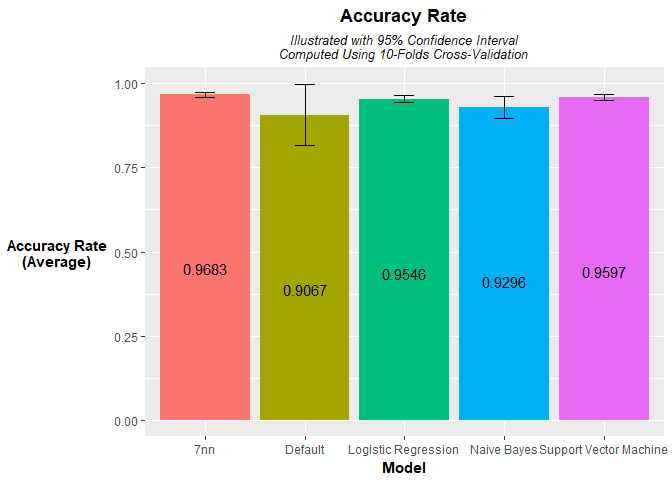 Accuracy Rate
Illustrated with 95% Confidence Interval
Computed Using 10-Folds Cross-Validation
Accuracy Rate
(Average)
1.00
0.75
0.50
0.25
0.00
0.9683
0.9067
0.9546
0.9296
0.9597
7nn
Default
Logistic Regression
Naive Bayes
Support Vector Machine
Model